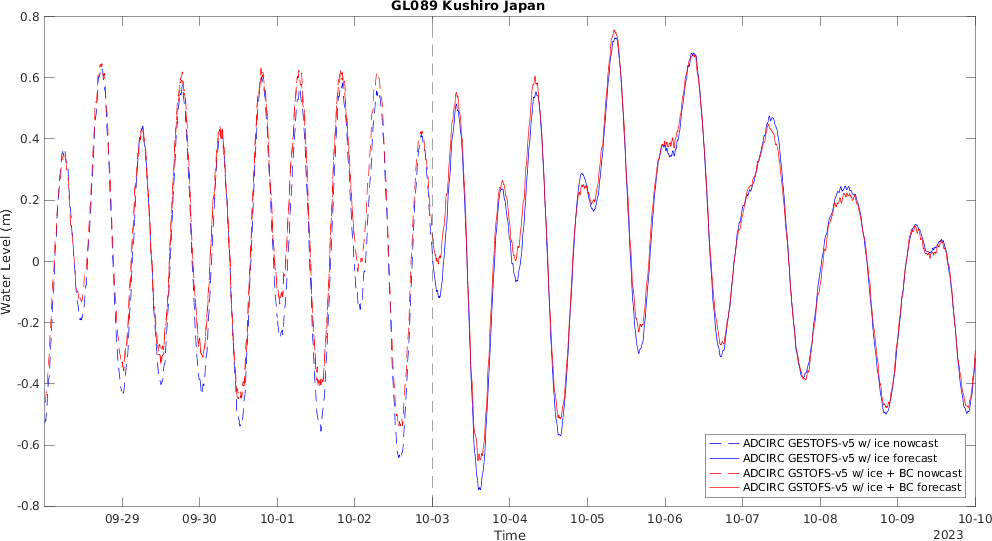 GL089 Kushiro Japan
0.8
0.6
0.4
0.2
0
-0.2
-0.4
-0.6
-0.8
Water Level (m)
ADCIRC GESTOFS-v5 w/ ice nowcast
ADCIRC GESTOFS-v5 w/ ice forecast
ADCIRC GSTOFS-v5 w/ ice + BC nowcast
ADCIRC GSTOFS-v5 w/ ice + BC forecast
09-29 09-30 10-01 10-02 10-03 10-04 10-05 10-06 10-07 10-08 10-09 10-10
Time
2023